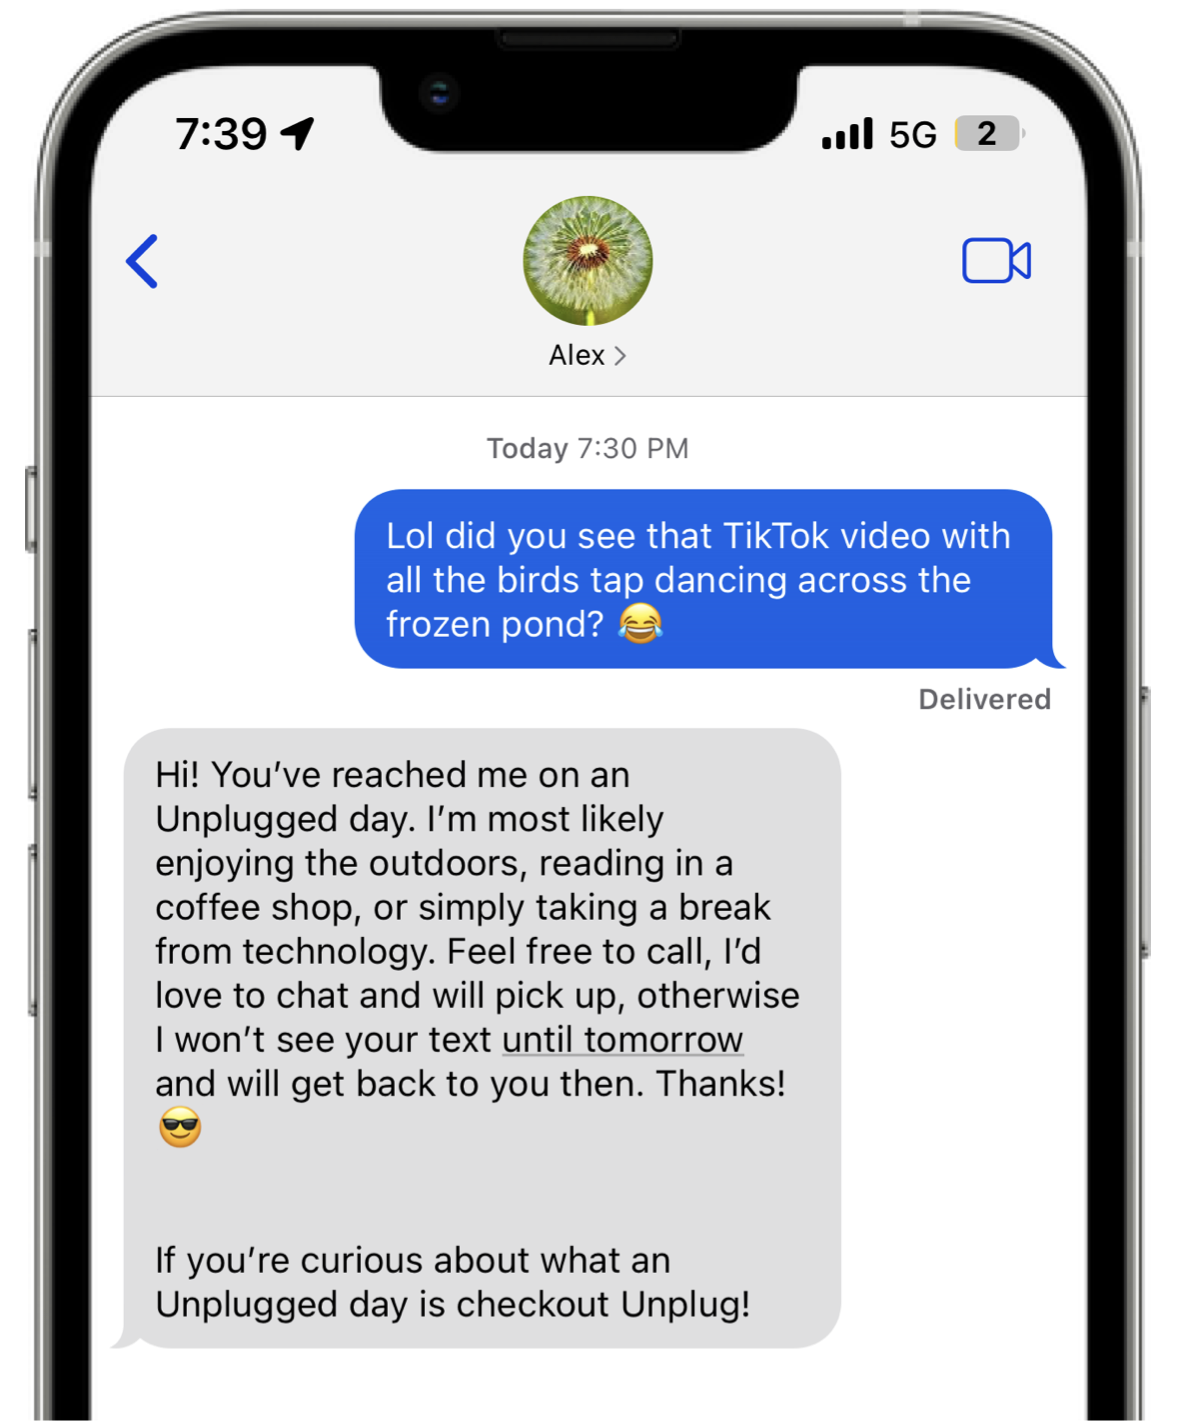 7:39 5G 2
Alex >
Today 7:30 PM
Lol did you see that TikTok video with
all the birds tap dancing across the
frozen pond? 😂
Delivered
Hi! You’ve reached me on an
Unplugged day. I’m most likely
enjoying the outdoors, reading in a
coffee shop, or simply taking a break
from technology. Feel free to call, I’d
love to chat and will pick up, otherwise
I won’t see your text until tomorrow
and will get back to you then. Thanks!
😎
If you’re curious about what an
Unplugged day is checkout Unplug!